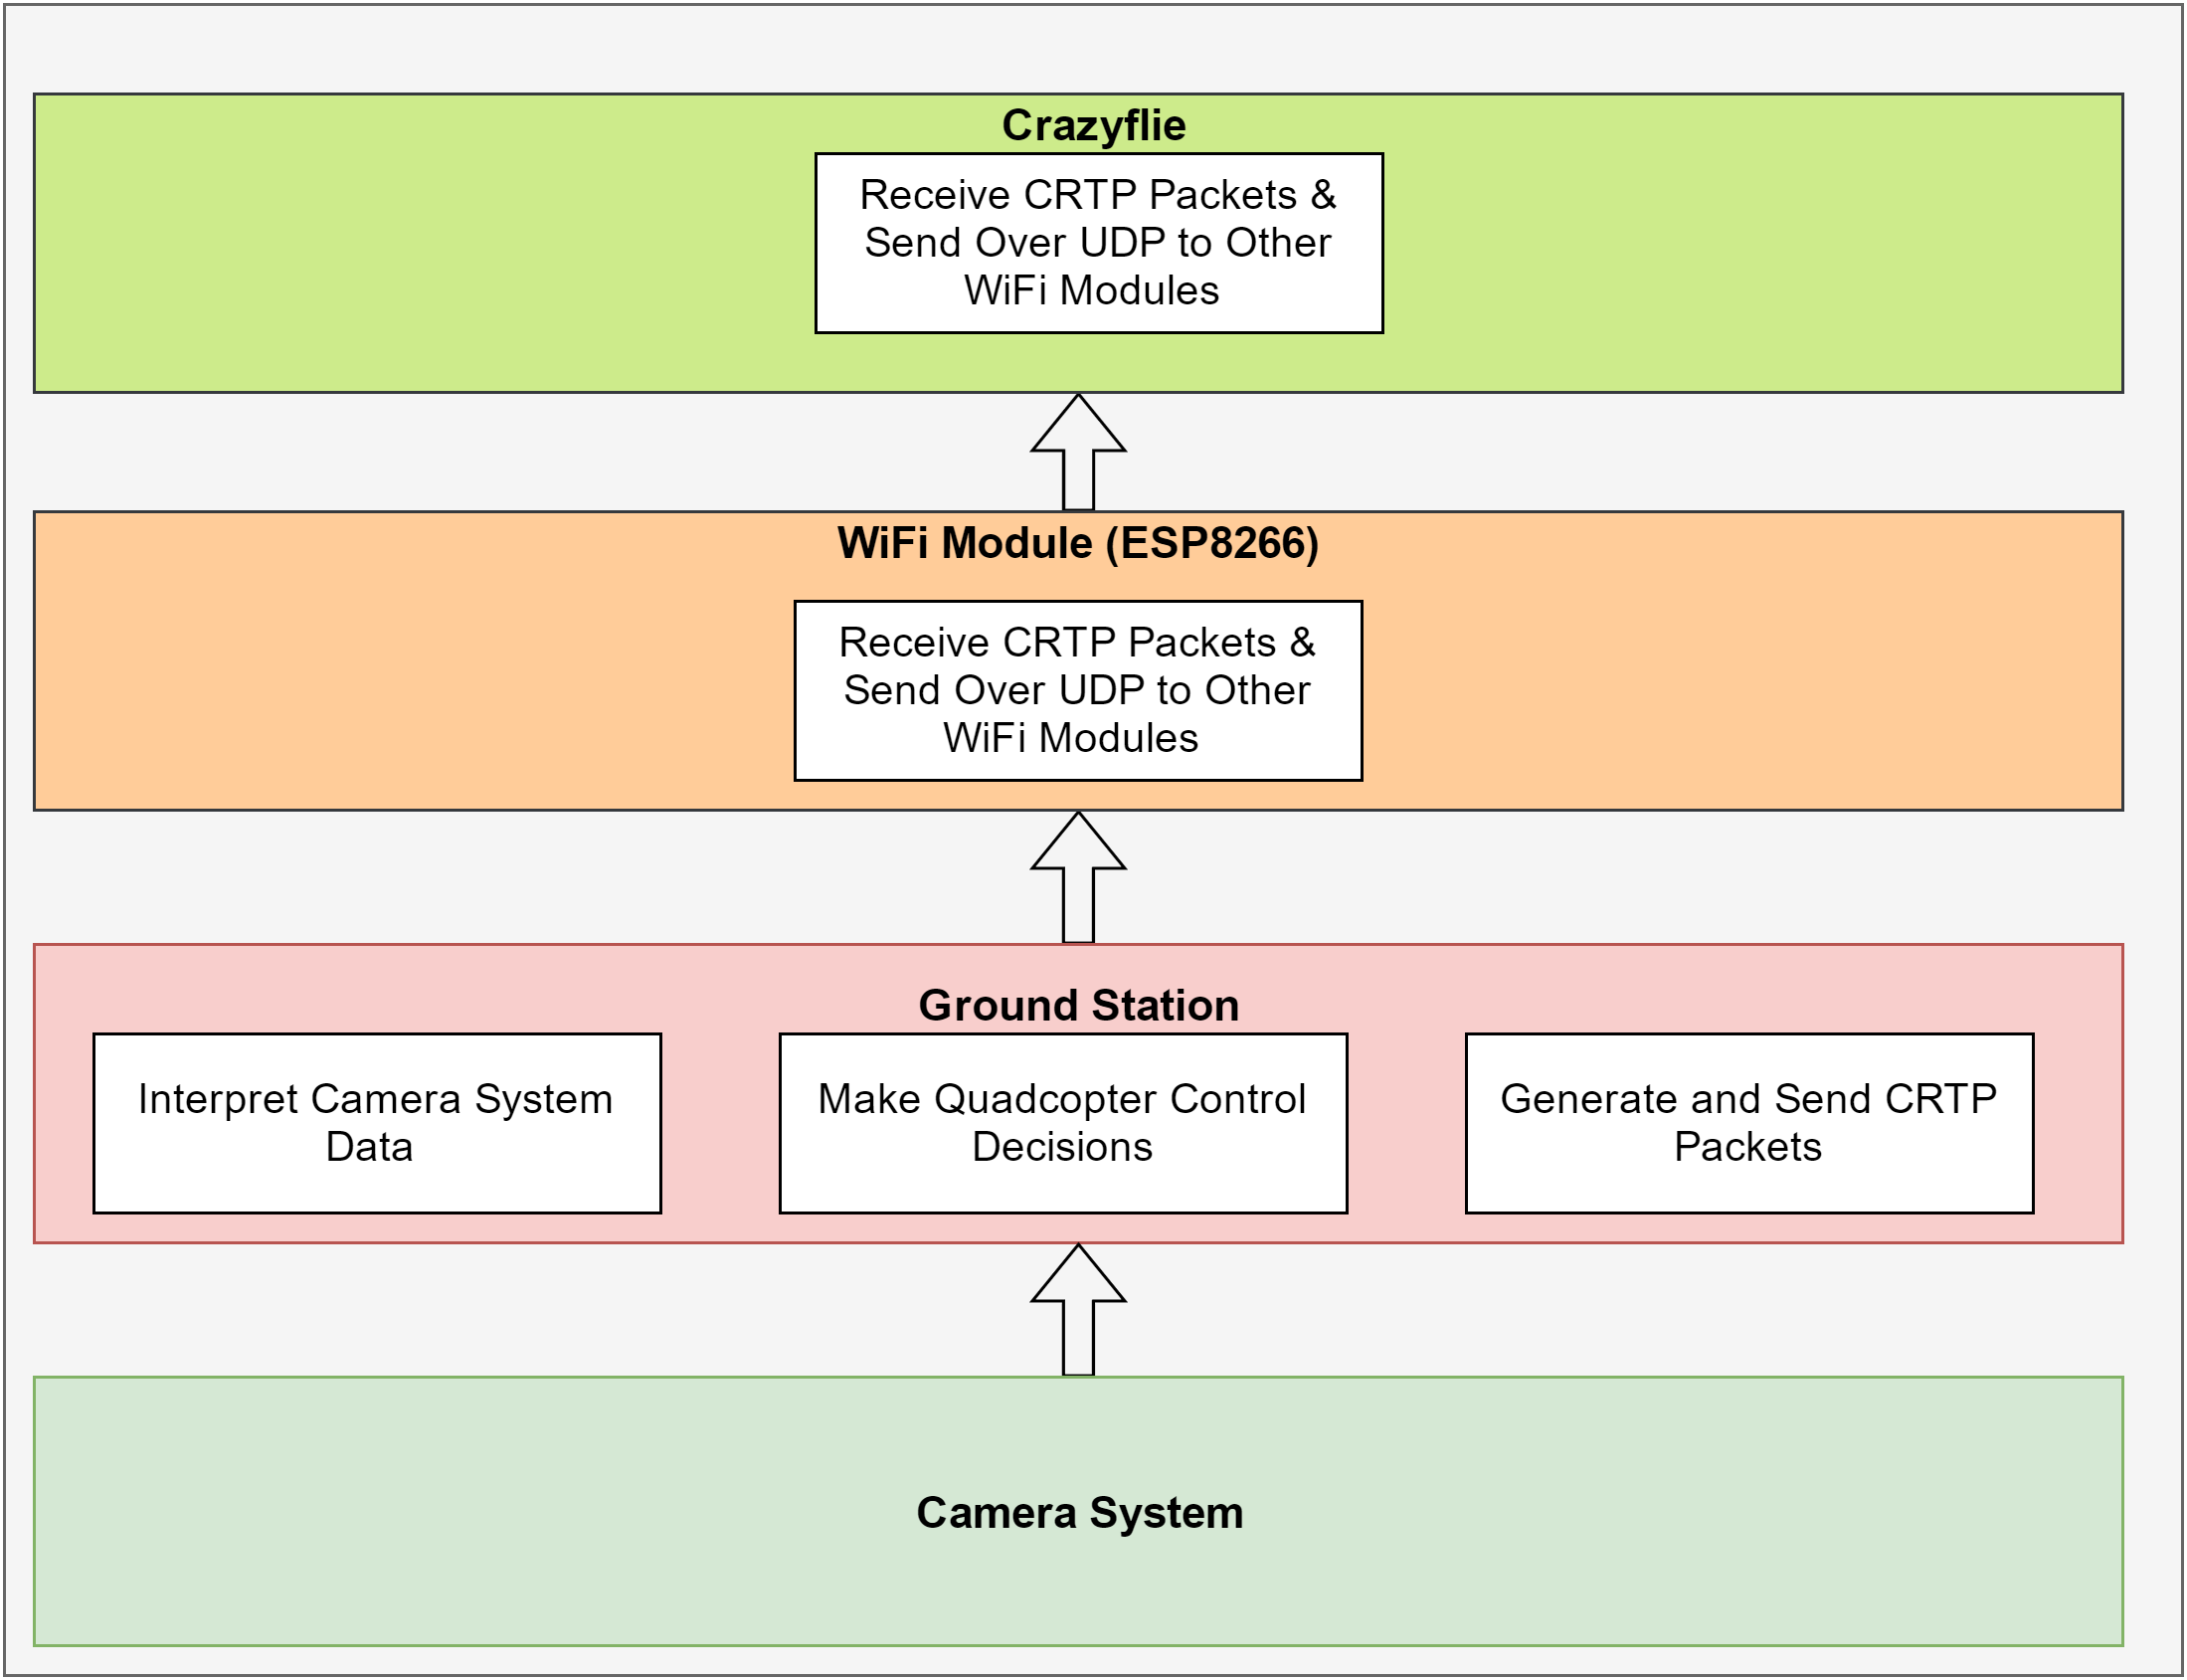 Crazyflie
Receive CRTP Packets &
Send Over UDP to Other
WiFi Modules
WiFi Module (ESP8266)
Receive CRTP Packets &
Send Over UDP to Other
WiFi Modules
Ground Station
Interpret Camera System
Data
Make Quadcopter Control
Decisions
Generate and Send CRTP
Packets
Camera System